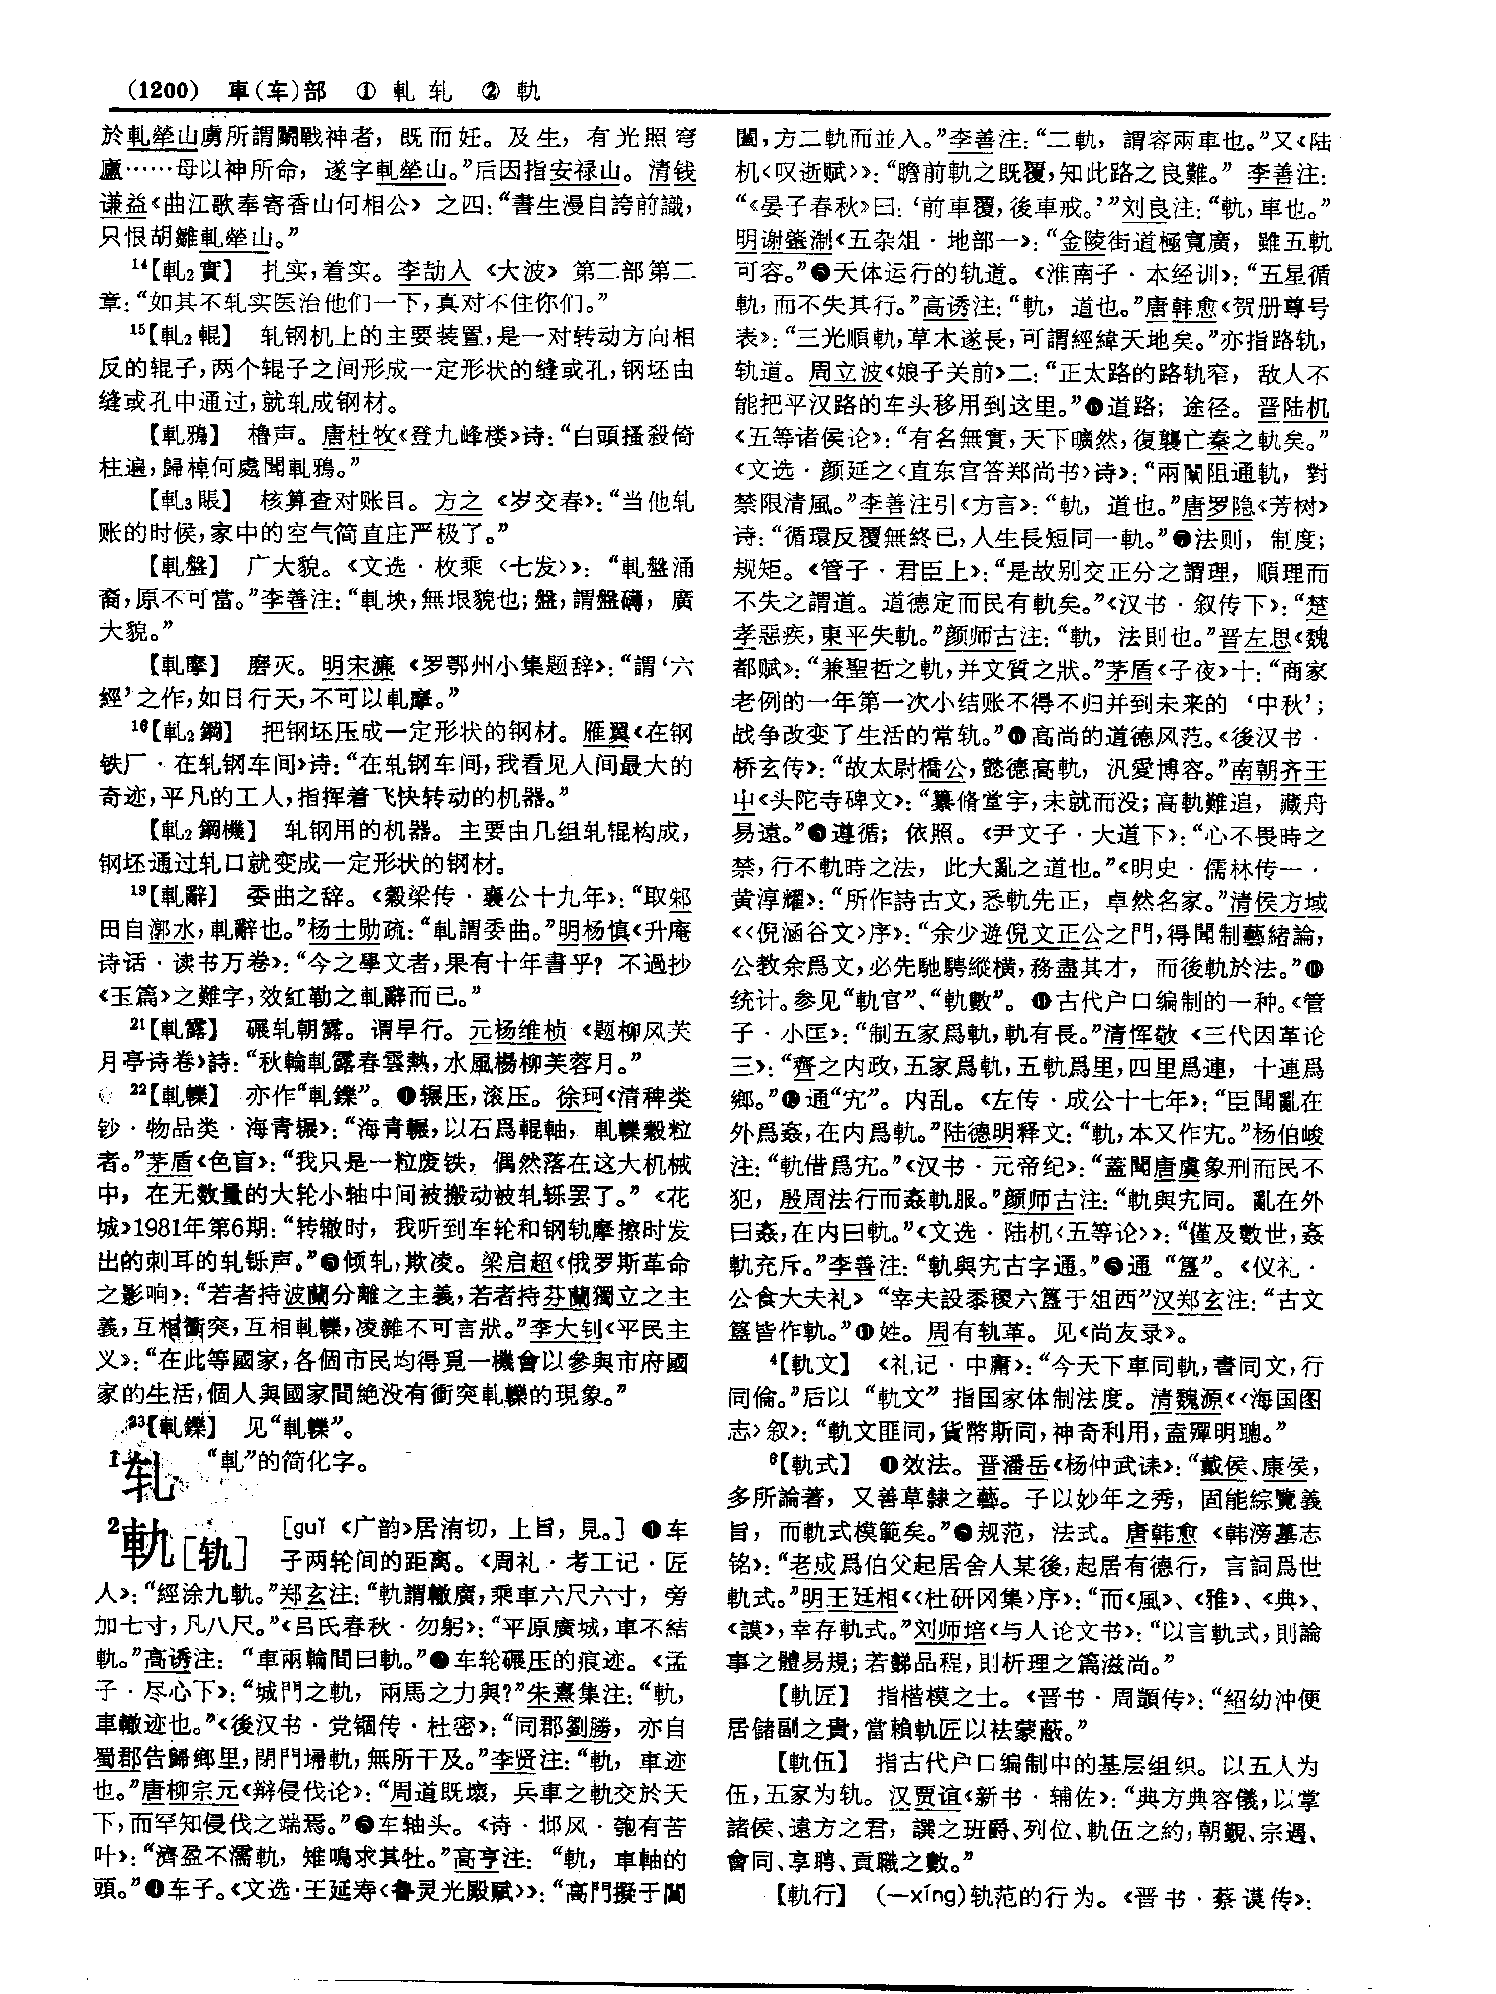 (1200) 車(车)部 ① 軋 轧 ② 軌
於軋犖山虜所謂鬭戰神者，既而妊。及生，有光照穹
廬……母以神所命，遂字軋犖山。”后因指安禄山。清钱
谦益《曲江歌奉寄香山何相公》之四：“書生漫自誇前識，
只恨胡雛軋犖山。”
14【軋2實】 扎实，着实。李劼人《大波》第二部第二
章：“如其不轧实医治他们一下，真对不住你们。”
15【軋2輥】 轧钢机上的主要装置，是一对转动方向相
反的辊子，两个辊子之间形成一定形状的缝或孔，钢坯由
缝或孔中通过，就轧成钢材。
【軋鴉】 橹声。唐杜牧《登九峰楼》诗：“白頭搔殺倚
柱遍，歸棹何處聞軋鴉。”
【軋3賬】 核算查对账目。方之《岁交春》：“当他轧
账的时候，家中的空气简直庄严极了。”
【軋盤】 广大貌。《文选·枚乘〈七发〉》：“軋盤涌
裔，原不可當。”李善注：“軋坱，無垠貌也；盤，謂盤礴，廣
大貌。”
【軋摩】 磨灭。明宋濂《罗鄂州小集题辞》：“謂‘六
經’之作，如日行天，不可以軋摩。”
16【軋2鋼】 把钢坯压成一定形状的钢材。雁翼《在钢
铁厂·在轧钢车间》诗：“在轧钢车间，我看见人间最大的
奇迹，平凡的工人，指挥着飞快转动的机器。”
【軋2鋼機】 轧钢用的机器。主要由几组轧辊构成，
钢坯通过轧口就变成一定形状的钢材。
19【軋辭】 委曲之辞。《穀梁传·襄公十九年》：“取邾
田自漷水，軋辭也。”杨士勋疏：“軋謂委曲。”明杨慎《升庵
诗话·读书万卷》：“今之學文者，果有十年書乎？不過抄
《玉篇》之難字，效紅勒之軋辭而已。”
21【軋露】 碾轧朝露。谓早行。元杨维桢《题柳风芙
月亭诗卷》詩：“秋輪軋露春雲熱，水風楊柳芙蓉月。”
22【軋轢】 亦作“軋鑠”。❶辗压，滚压。徐珂《清稗类
钞·物品类·海青辗》：“海青輾，以石爲輥軸，軋轢穀粒
者。”茅盾《色盲》：“我只是一粒废铁，偶然落在这大机械
中，在无数量的大轮小轴中间被搬动被轧轹罢了。”《花
城》1981年第6期：“转辙时，我听到车轮和钢轨摩擦时发
出的刺耳的轧铄声。”❷倾轧，欺凌。梁启超《俄罗斯革命
之影响》：“若者持波蘭分離之主義，若者持芬蘭獨立之主
義，互相衝突，互相軋轢，凌雜不可言狀。”李大钊《平民主
义》：“在此等國家，各個市民均得覓一機會以參與市府國
家的生活，個人與國家間絶没有衝突軋轢的現象。”
23【軋鑠】 见“軋轢”。
1轧 “軋”的简化字。
2軌[轨] ［guǐ 《广韵》居洧切，上旨，見。］❶车
子两轮间的距离。《周礼·考工记·匠
人》：“經涂九軌。”郑玄注：“軌謂轍廣，乘車六尺六寸，旁
加七寸，凡八尺。”《吕氏春秋·勿躬》：“平原廣城，車不結
軌。”高诱注：“車兩輪間曰軌。”❷车轮碾压的痕迹。《孟
子·尽心下》：“城門之軌，兩馬之力與？”朱熹集注：“軌，
車轍迹也。”《後汉书·党锢传·杜密》：“同郡劉勝，亦自
蜀郡告歸鄉里，閉門埽軌，無所干及。”李贤注：“軌，車迹
也。”唐柳宗元《辩侵伐论》：“周道既壞，兵車之軌交於天
下，而罕知侵伐之端焉。”❸车轴头。《诗·邶风·匏有苦
叶》：“濟盈不濡軌，雉鳴求其牡。”高亨注：“軌，車軸的
頭。”❹车子。《文选·王延寿〈鲁灵光殿赋〉》：“高門擬于閶
闔，方二軌而並入。”李善注：“二軌，謂容兩車也。”又《陆
机〈叹逝赋〉》：“瞻前軌之既覆，知此路之良難。”李善注：
“《晏子春秋》曰：‘前車覆，後車戒。’”刘良注：“軌，車也。”
明谢肇淛《五杂俎·地部一》：“金陵街道極寬廣，雖五軌
可容。”❺天体运行的轨道。《淮南子·本经训》：“五星循
軌，而不失其行。”高诱注：“軌，道也。”唐韩愈《贺册尊号
表》：“三光順軌，草木遂長，可謂經緯天地矣。”亦指路轨，
轨道。周立波《娘子关前》二：“正太路的路轨窄，敌人不
能把平汉路的车头移用到这里。”❻道路；途径。晋陆机
《五等诸侯论》：“有名無實，天下曠然，復襲亡秦之軌矣。”
《文选·颜延之〈直东宫答郑尚书〉诗》：“兩闈阻通軌，對
禁限清風。”李善注引《方言》：“軌，道也。”唐罗隐《芳树》
诗：“循環反覆無終已，人生長短同一軌。”❼法则，制度；
规矩。《管子·君臣上》：“是故别交正分之謂理，順理而
不失之謂道。道德定而民有軌矣。”《汉书·叙传下》：“楚
孝惡疾，東平失軌。”颜师古注：“軌，法則也。”晋左思《魏
都赋》：“兼聖哲之軌，并文質之狀。”茅盾《子夜》十：“商家
老例的一年第一次小结账不得不归并到未来的‘中秋’；
战争改变了生活的常轨。”❽高尚的道德风范。《後汉书·
桥玄传》：“故太尉橋公，懿德高軌，汎愛博容。”南朝齐王
屮《头陀寺碑文》：“纂脩堂宇，未就而没；高軌難追，藏舟
易遠。”❾遵循；依照。《尹文子·大道下》：“心不畏時之
禁，行不軌時之法，此大亂之道也。”《明史·儒林传一·
黄淳耀》：“所作詩古文，悉軌先正，卓然名家。”清侯方域
《〈倪涵谷文〉序》：“余少遊倪文正公之門，得聞制藝緒論，
公教余爲文，必先馳騁縱橫，務盡其才，而後軌於法。”❿
统计。参见“軌官”、“軌數”。⓫古代户口编制的一种。《管
子·小匡》：“制五家爲軌，軌有長。”清恽敬《三代因革论
三》：“齊之内政，五家爲軌，五軌爲里，四里爲連，十連爲
鄉。”⓬通“宄”。内乱。《左传·成公十七年》：“臣聞亂在
外爲姦，在内爲軌。”陆德明释文：“軌，本又作宄。”杨伯峻
注：“軌借爲宄。”《汉书·元帝纪》：“蓋聞唐虞象刑而民不
犯，殷周法行而姦軌服。”颜师古注：“軌與宄同。亂在外
曰姦，在内曰軌。”《文选·陆机〈五等论〉》：“僅及數世，姦
軌充斥。”李善注：“軌與宄古字通。”⓭通“簋”。《仪礼·
公食大夫礼》“宰夫設黍稷六簋于俎西”汉郑玄注：“古文
簋皆作軌。”⓮姓。周有轨革。见《尚友录》。
4【軌文】 《礼记·中庸》：“今天下車同軌，書同文，行
同倫。”后以“軌文”指国家体制法度。清魏源《〈海国图
志〉叙》：“軌文匪同，貨幣斯同，神奇利用，盍殫明聰。”
6【軌式】 ❶效法。晋潘岳《杨仲武诔》：“戴侯、康侯，
多所論著，又善草隸之藝。子以妙年之秀，固能綜覽義
旨，而軌式模範矣。”❷规范，法式。唐韩愈《韩滂墓志
铭》：“老成爲伯父起居舍人某後，起居有德行，言詞爲世
軌式。”明王廷相《〈杜研冈集〉序》：“而《風》、《雅》、《典》、
《謨》，幸存軌式。”刘师培《与人论文书》：“以言軌式，則論
事之體易規；若觶品程，則析理之篇滋尚。”
【軌匠】 指楷模之士。《晋书·周顗传》：“紹幼沖便
居儲副之貴，當賴軌匠以袪蒙蔽。”
【軌伍】 指古代户口编制中的基层组织。以五人为
伍，五家为轨。汉贾谊《新书·辅佐》：“典方典容儀，以掌
諸侯、遠方之君，譔之班爵、列位、軌伍之約，朝覲、宗遇、
會同、享聘、貢職之數。”
【軌行】 (—xíng)轨范的行为。《晋书·蔡谟传》：